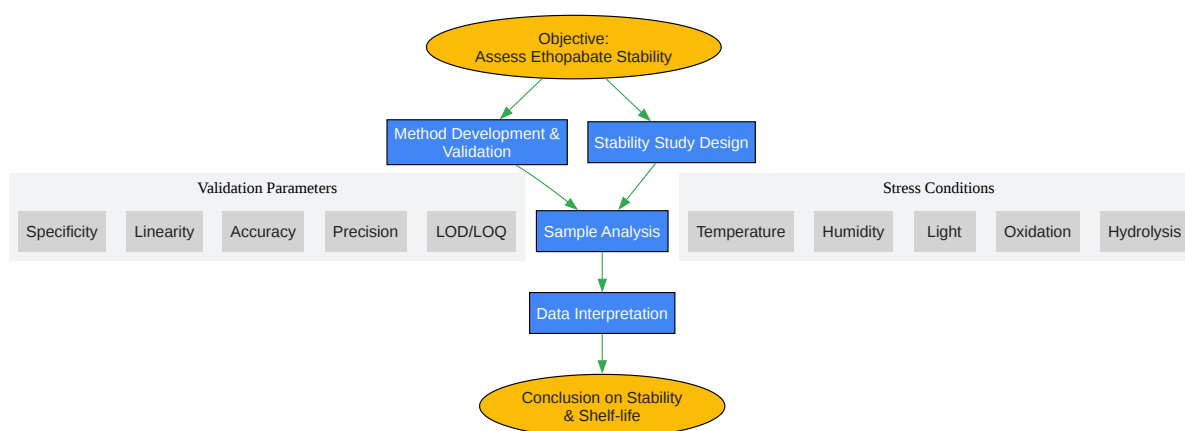 Objective:
Assess Ethopabate Stability
Method Development &
Validation
Stability Study Design
Validation Parameters
Specificity
Linearity
Accuracy
Precision
LOD/LOQ
Sample Analysis
Stress Conditions
Temperature
Humidity
Light
Oxidation
Hydrolysis
Data Interpretation
Conclusion on Stability
& Shelf-life